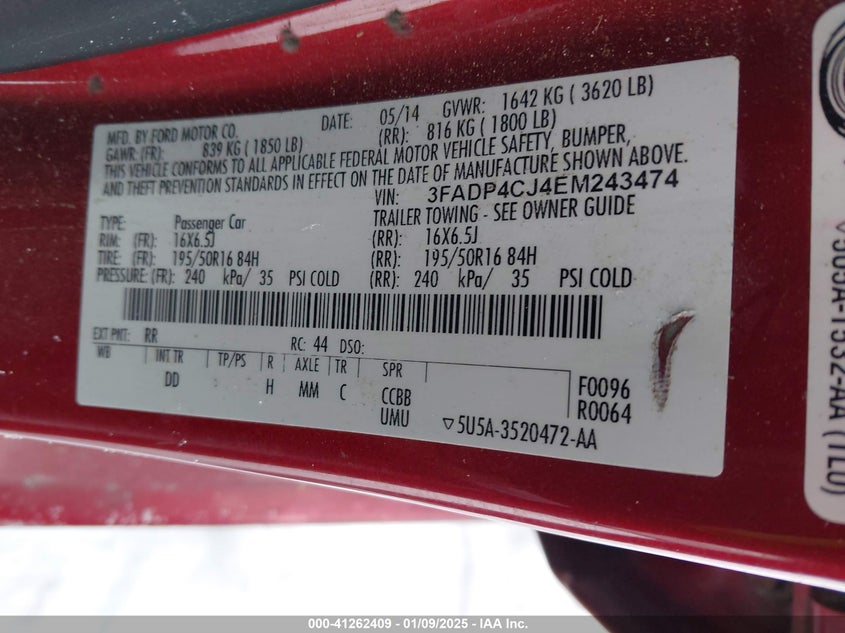 MFD. BY FORD MOTOR CO.
DATE: 05/14 GVWR: 1642 KG ( 3620 LB)
GAWR: (FR): 839 KG ( 1850 LB) (RR): 816 KG ( 1800 LB)
THIS VEHICLE CONFORMS TO ALL APPLICABLE FEDERAL MOTOR VEHICLE SAFETY, BUMPER,
AND THEFT PREVENTION STANDARDS IN EFFECT ON THE DATE OF MANUFACTURE SHOWN ABOVE.
VIN: 3FADP4CJ4EM243474
TYPE: Passenger Car TRAILER TOWING - SEE OWNER GUIDE
RIM: (FR): 16X6.5J (RR): 16X6.5J
TIRE: (FR): 195/50R16 84H (RR): 195/50R16 84H
PRESSURE: (FR): 240 kPa/ 35 PSI COLD (RR): 240 kPa/ 35 PSI COLD
EXT PNT: RR RC: 44 DSO:
WB INT TR TP/PS R AXLE TR SPR
DD H MM C CCBB F0096
UMU R0064
▽5U5A-3520472-AA
1532-AA (TLO)
000-41262409 - 01/09/2025 - IAA Inc.